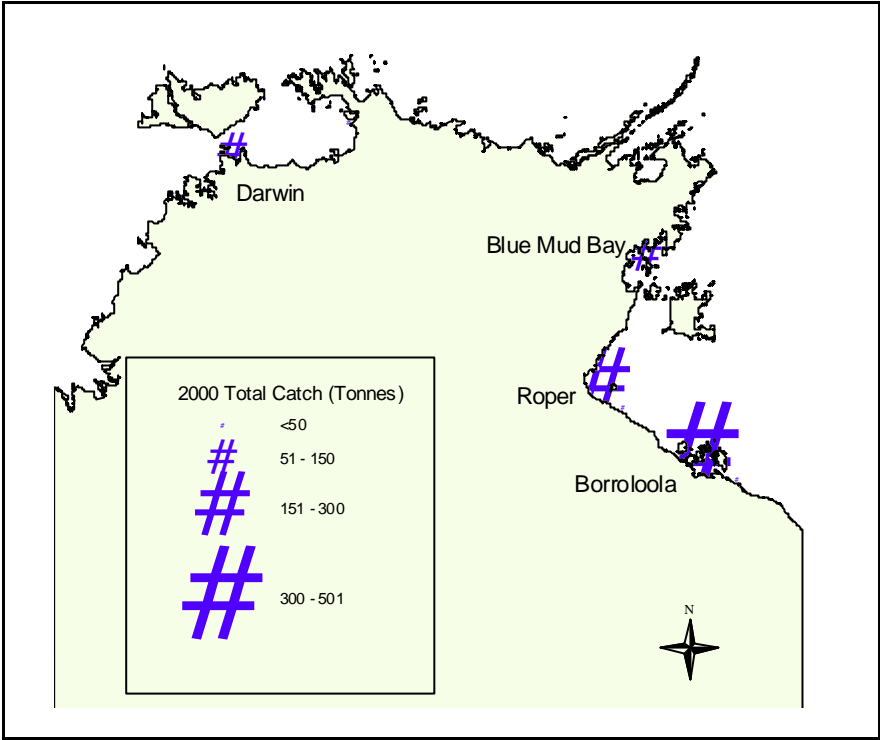 Darwin
Blue Mud Bay
Roper
Borroloola
2000 Total Catch (Tonnes)
# <50
# 51 - 150
# 151 - 300
# 300 - 501
N